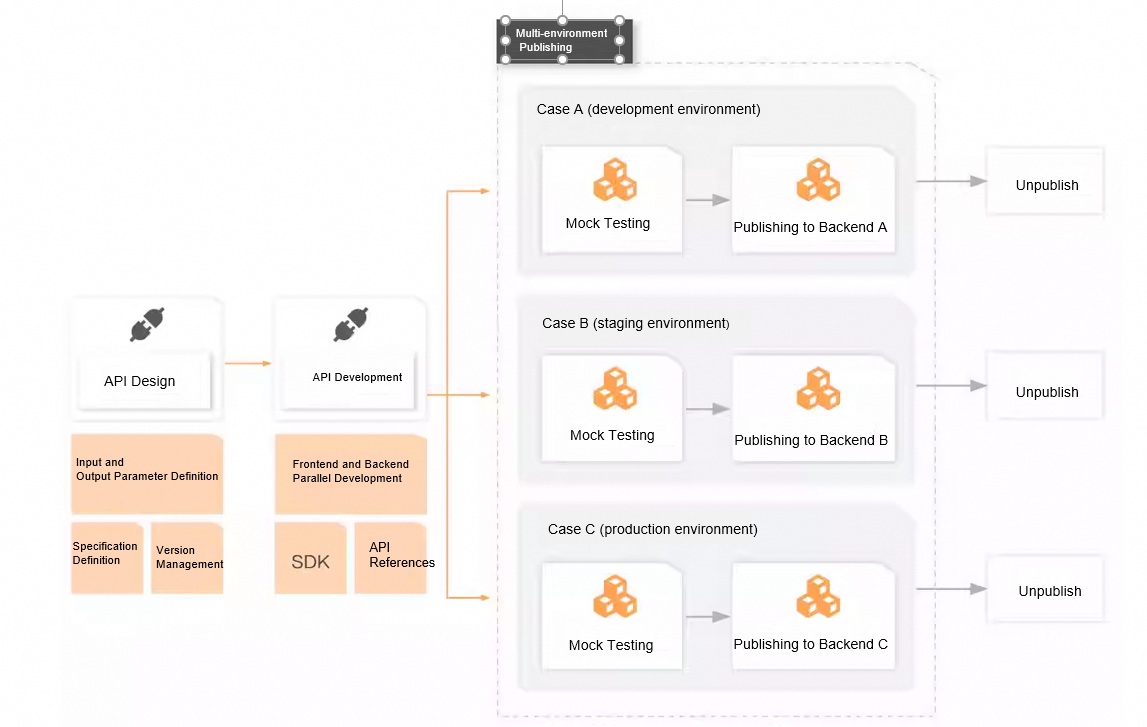 Multi-environment
Publishing
Case A (development environment)
Mock Testing
Publishing to Backend A
Unpublish
API Design
API Development
Input and
Output Parameter Definition
Specification
Definition
Version
Management
Frontend and Backend
Parallel Development
SDK
API
References
Case B (staging environment)
Mock Testing
Publishing to Backend B
Unpublish
Case C (production environment)
Mock Testing
Publishing to Backend C
Unpublish